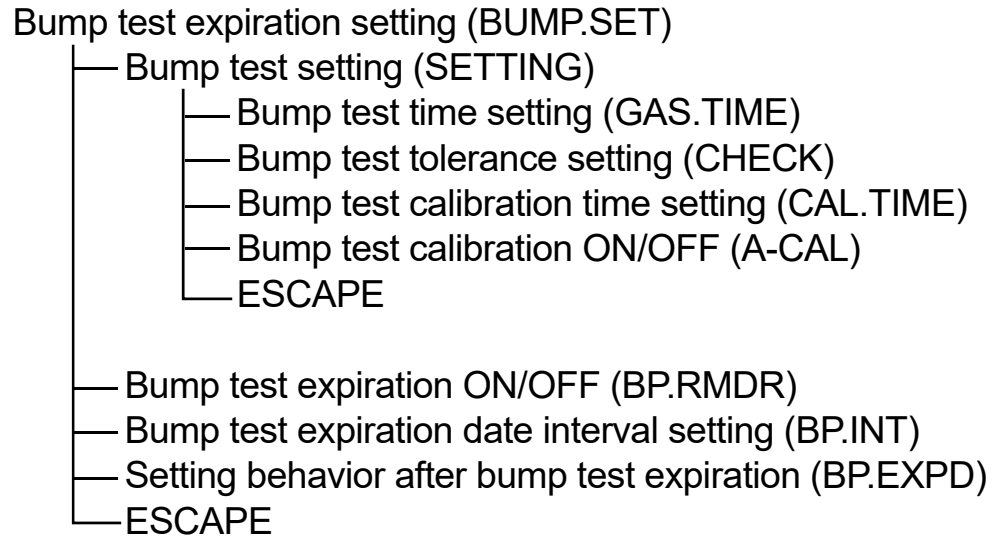 Bump test expiration setting (BUMP.SET)
Bump test setting (SETTING)
Bump test time setting (GAS.TIME)
Bump test tolerance setting (CHECK)
Bump test calibration time setting (CAL.TIME)
Bump test calibration ON/OFF (A-CAL)
ESCAPE
Bump test expiration ON/OFF (BP.RMDR)
Bump test expiration date interval setting (BP.INT)
Setting behavior after bump test expiration (BP.EXPD)
ESCAPE